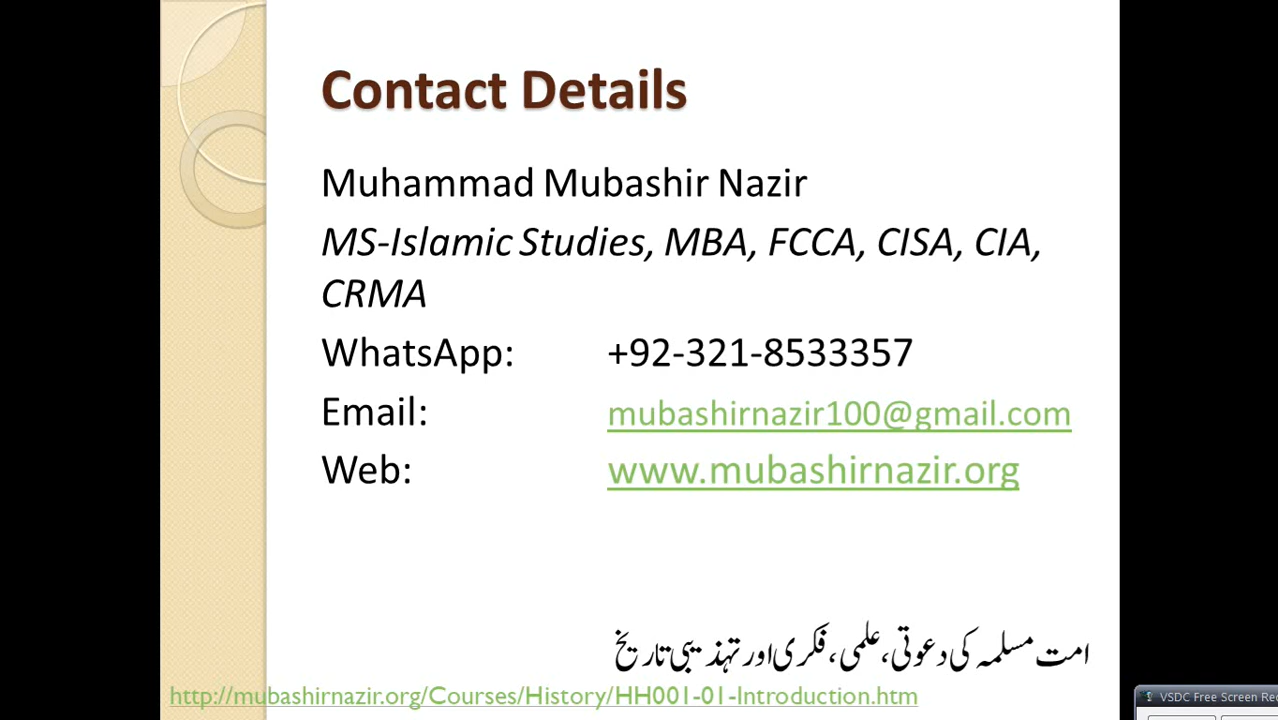 Contact Details
Muhammad Mubashir Nazir
MS-Islamic Studies, MBA, FCCA, CISA, CIA,
CRMA
WhatsApp: +92-321-8533357
Email: mubashirnazir100@gmail.com
Web: www.mubashirnazir.org
امت مسلمہ کی دعوتی، علمی، فکری اور تہذیبی تاریخ
http://mubashirnazir.org/Courses/History/HH001-01-Introduction.htm
VSDC Free Screen Rec